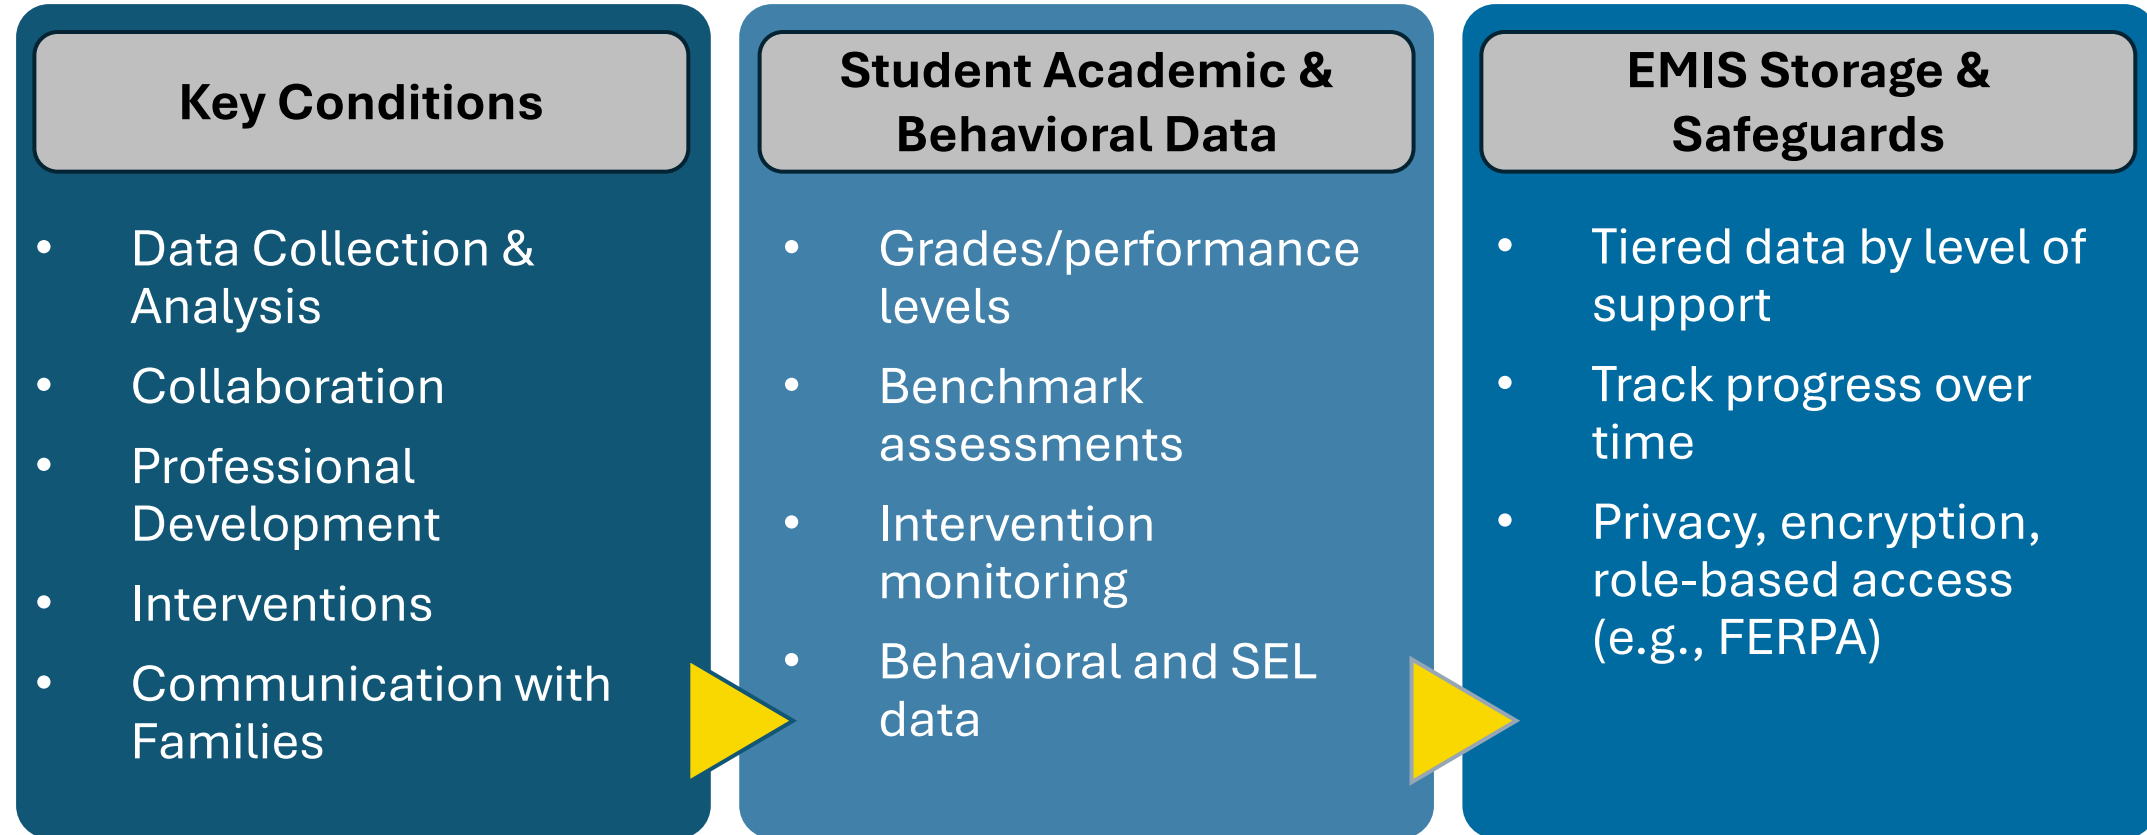 Key Conditions
• Data Collection &
Analysis
• Collaboration
• Professional
Development
• Interventions
• Communication with
Families
Student Academic &
Behavioral Data
• Grades/performance
levels
• Benchmark
assessments
• Intervention
monitoring
• Behavioral and SEL
data
EMIS Storage &
Safeguards
• Tiered data by level of
support
• Track progress over
time
• Privacy, encryption,
role-based access
(e.g., FERPA)